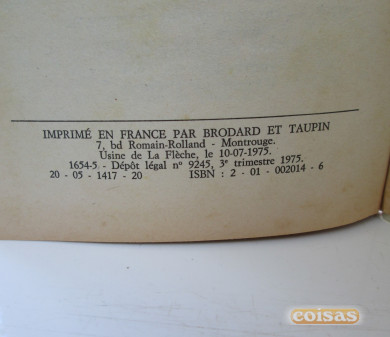 IMPRIMÉ EN FRANCE PAR BRODARD ET TAUPIN
7, bd Romain-Rolland - Montrouge.
Usine de La Flèche, le 10-07-1975.
1654-5 - Dépôt légal n° 9245, 3e trimestre 1975.
20 - 05 - 1417 - 20 ISBN : 2 - 01 - 002014 - 6
coisas